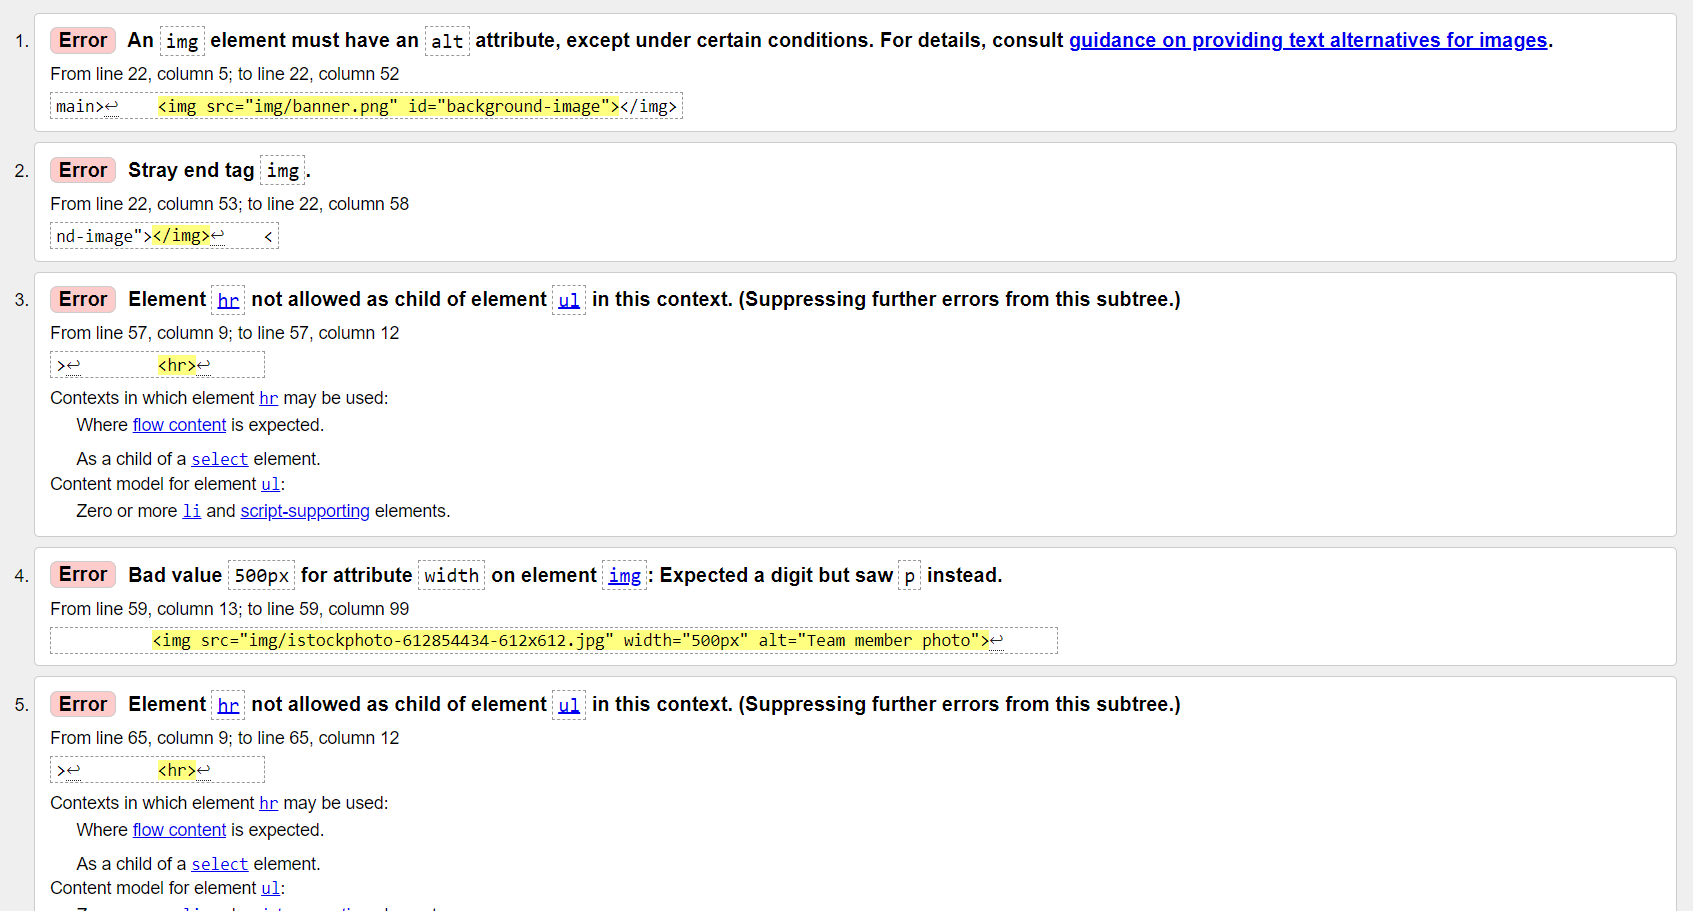 1. Error An img element must have an alt attribute, except under certain conditions. For details, consult guidance on providing text alternatives for images.
From line 22, column 5; to line 22, column 52
main>↩    <img src="img/banner.png" id="background-image"></img>
2. Error Stray end tag img.
From line 22, column 53; to line 22, column 58
nd-image"></img>↩    <
3. Error Element hr not allowed as child of element ul in this context. (Suppressing further errors from this subtree.)
From line 57, column 9; to line 57, column 12
>↩        <hr>↩
Contexts in which element hr may be used:
Where flow content is expected.
As a child of a select element.
Content model for element ul:
Zero or more li and script-supporting elements.
4. Error Bad value 500px for attribute width on element img: Expected a digit but saw p instead.
From line 59, column 13; to line 59, column 99
<img src="img/istockphoto-612854434-612x612.jpg" width="500px" alt="Team member photo">↩
5. Error Element hr not allowed as child of element ul in this context. (Suppressing further errors from this subtree.)
From line 65, column 9; to line 65, column 12
>↩        <hr>↩
Contexts in which element hr may be used:
Where flow content is expected.
As a child of a select element.
Content model for element ul: